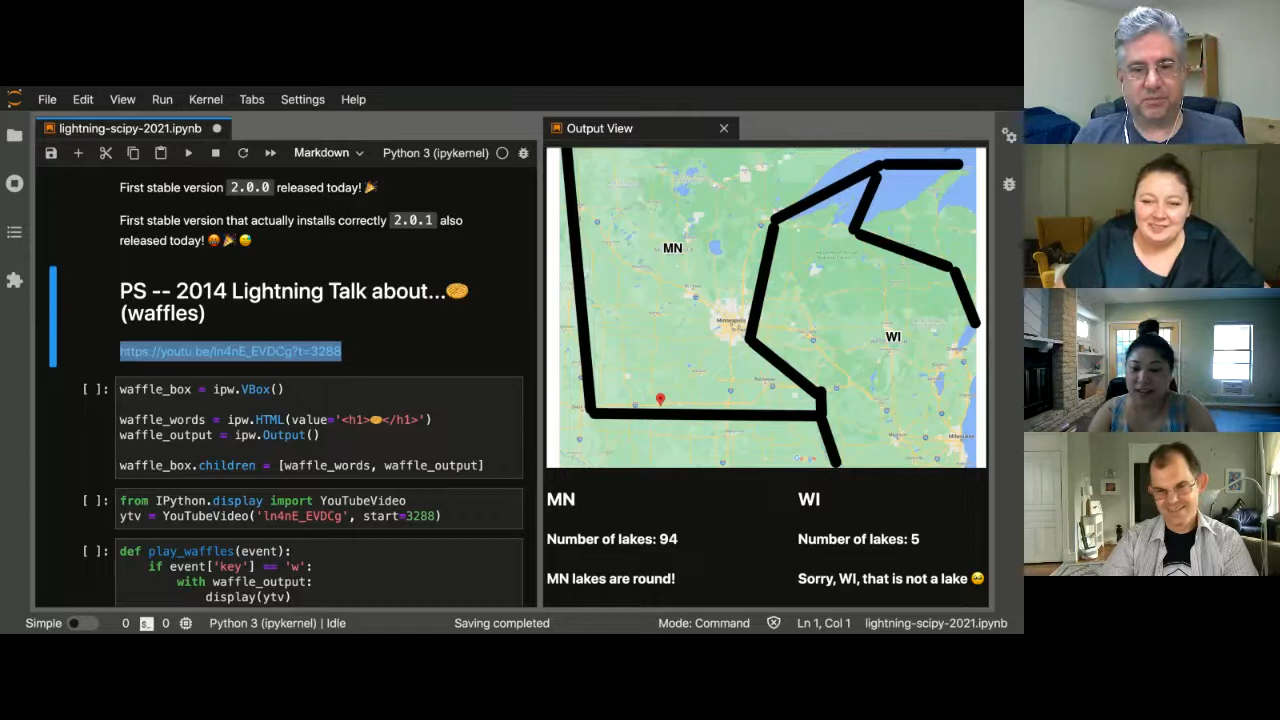 File Edit View Run Kernel Tabs Settings Help
lightning-scipy-2021.ipynb
Markdown
Python 3 (ipykernel)
First stable version 2.0.0 released today! 🎉
First stable version that actually installs correctly 2.0.1 also
released today! 🤬 🎉 😅
PS -- 2014 Lightning Talk about...🧇
(waffles)
https://youtu.be/ln4nE_EVDCg?t=3288
[ ]: waffle_box = ipw.VBox()
waffle_words = ipw.HTML(value='<h1>🧇</h1>')
waffle_output = ipw.Output()
waffle_box.children = [waffle_words, waffle_output]
[ ]: from IPython.display import YouTubeVideo
ytv = YouTubeVideo('ln4nE_EVDCg', start=3288)
[ ]: def play_waffles(event):
if event['key'] == 'w':
with waffle_output:
display(ytv)
Output View
MN
Minneapolis
WI
Milwaukee
Google
MN
Number of lakes: 94
MN lakes are round!
WI
Number of lakes: 5
Sorry, WI, that is not a lake 🥺
Simple 0 0 Python 3 (ipykernel) | Idle Saving completed Mode: Command Ln 1, Col 1 lightning-scipy-2021.ipynb